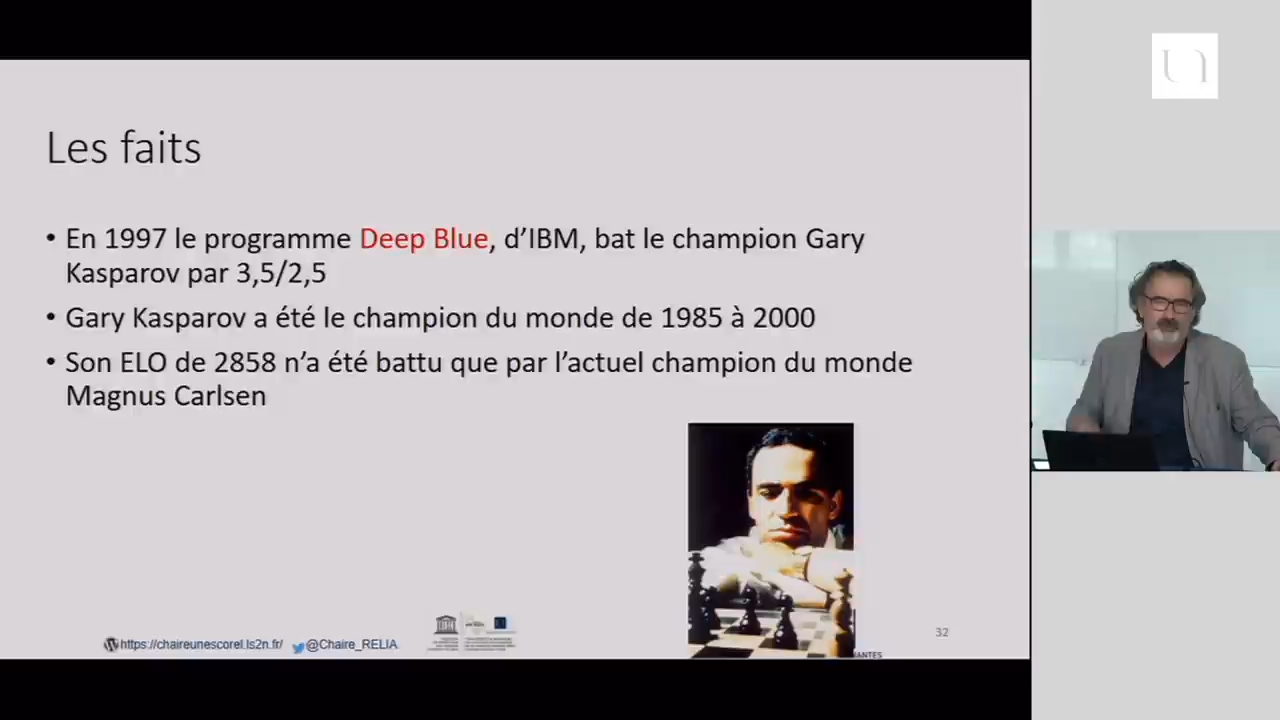 Les faits
• En 1997 le programme Deep Blue, d’IBM, bat le champion Gary
Kasparov par 3,5/2,5
• Gary Kasparov a été le champion du monde de 1985 à 2000
• Son ELO de 2858 n’a été battu que par l’actuel champion du monde
Magnus Carlsen
https://chaireunescorel.ls2n.fr/ @Chaire_RELIA
32